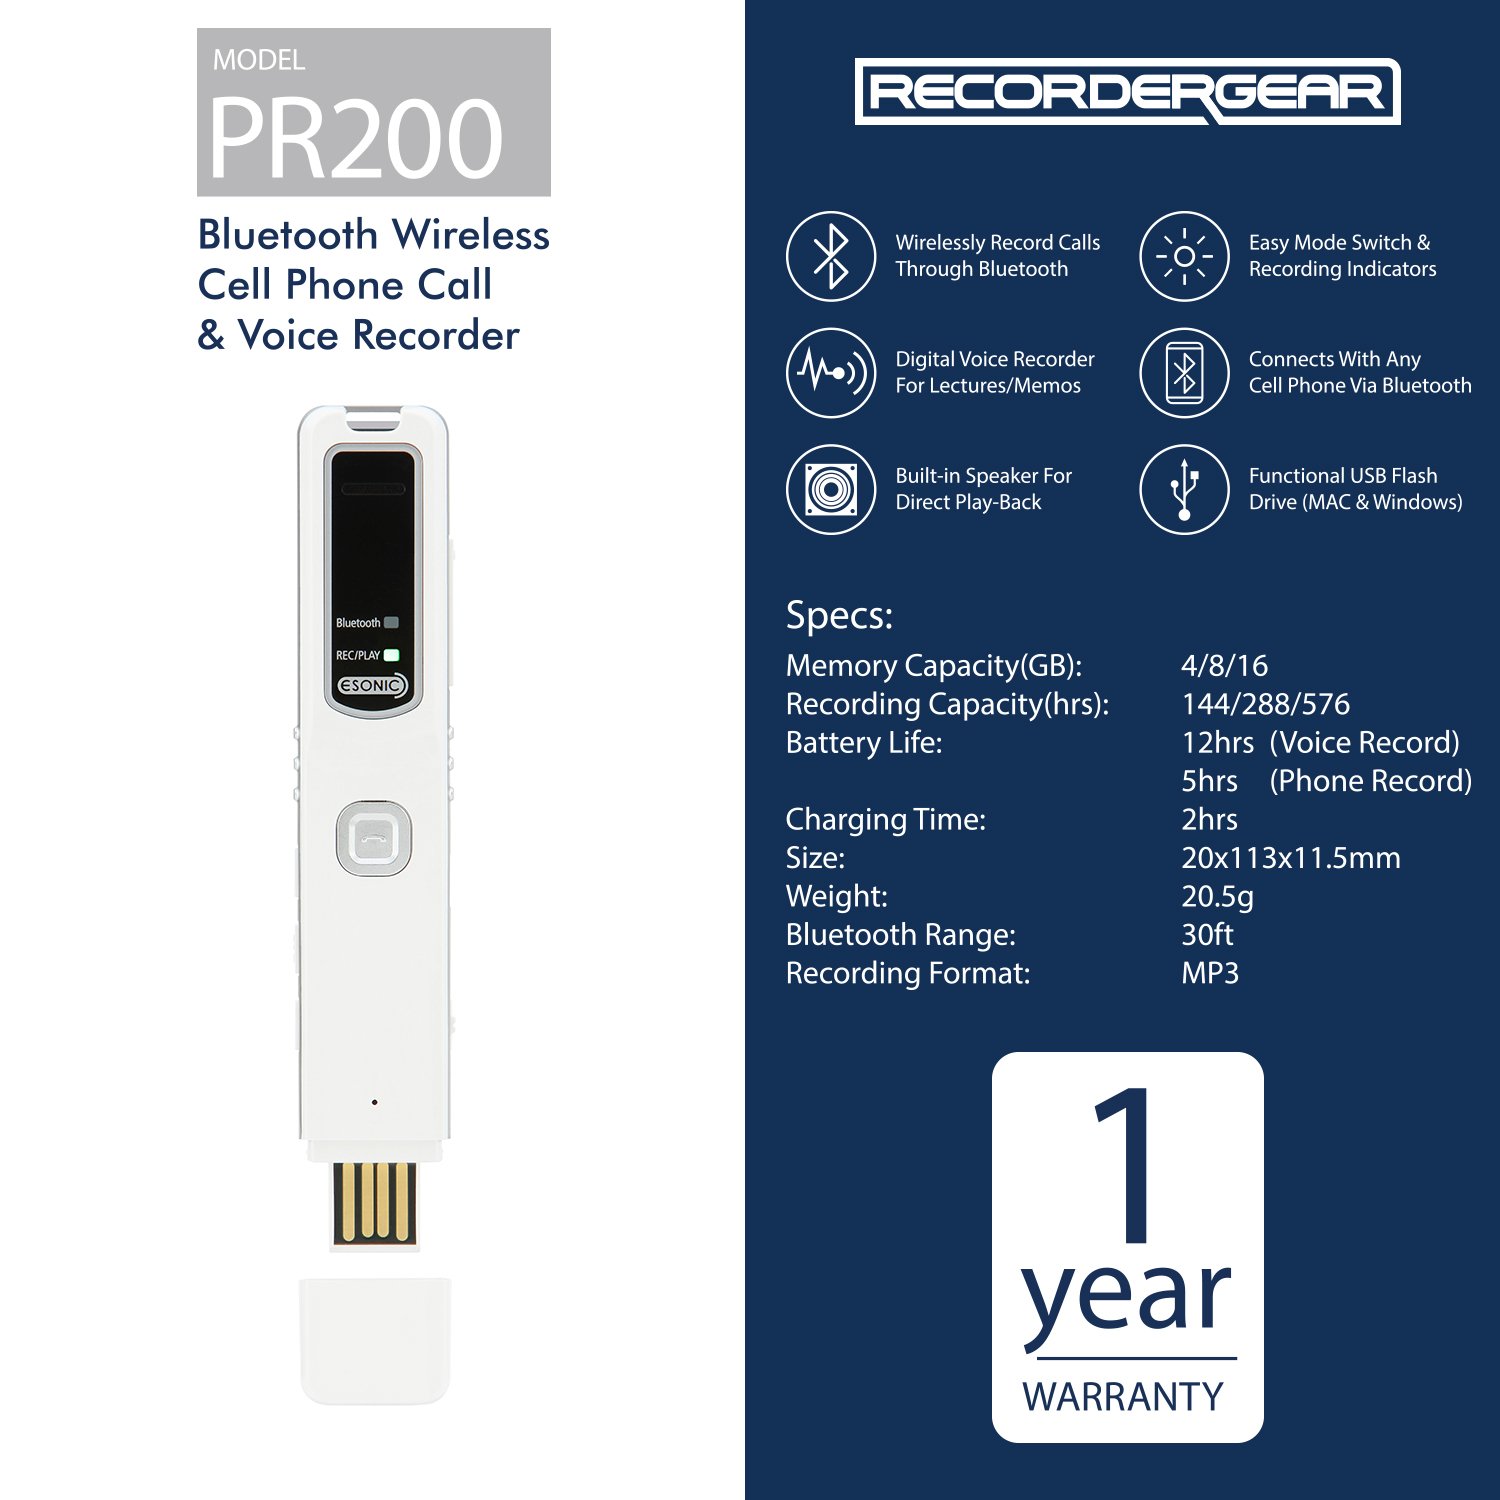 MODEL
PR200
Bluetooth Wireless
Cell Phone Call
& Voice Recorder
Bluetooth
REC/PLAY
ESONIC
RECORDERGEAR
Wirelessly Record Calls
Through Bluetooth
Easy Mode Switch &
Recording Indicators
Digital Voice Recorder
For Lectures/Memos
Connects With Any
Cell Phone Via Bluetooth
Built-in Speaker For
Direct Play-Back
Functional USB Flash
Drive (MAC & Windows)
Specs:
Memory Capacity(GB): 4/8/16
Recording Capacity(hrs): 144/288/576
Battery Life: 12hrs (Voice Record)
5hrs (Phone Record)
Charging Time: 2hrs
Size: 20x113x11.5mm
Weight: 20.5g
Bluetooth Range: 30ft
Recording Format: MP3
1
year
WARRANTY